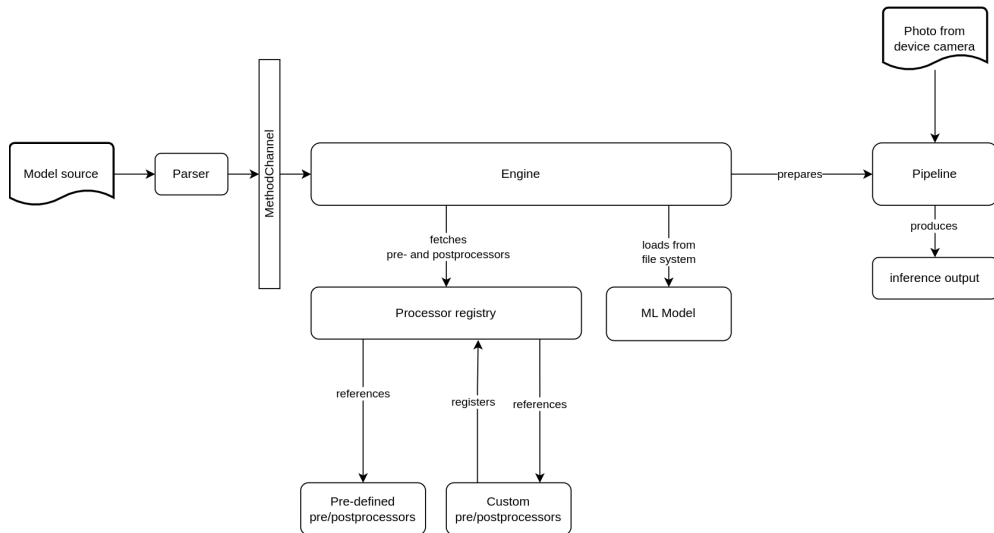 Photo from
device camera
Model source
Parser
MethodChannel
Engine
prepares
Pipeline
fetches
pre- and postprocessors
loads from
file system
produces
inference output
Processor registry
ML Model
references
registers
references
Pre-defined
pre/postprocessors
Custom
pre/postprocessors